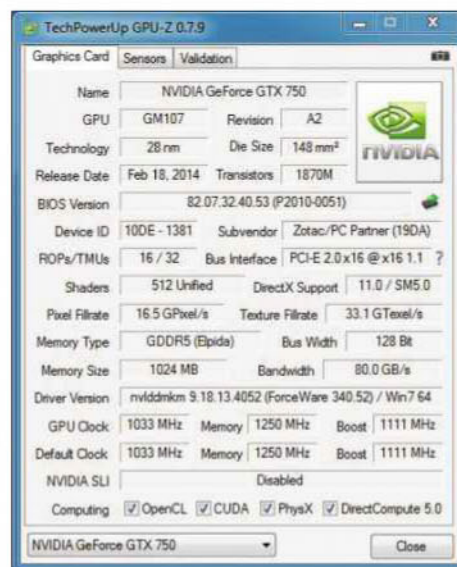 TechPowerUp GPU-Z 0.7.9
Graphics Card Sensors Validation
Name NVIDIA GeForce GTX 750
GPU GM107 Revision A2
Technology 28 nm Die Size 148 mm²
Release Date Feb 18, 2014 Transistors 1870M
NVIDIA
BIOS Version 82.07.32.40.53 (P2010-0051)
Device ID 10DE - 1381 Subvendor Zotac/PC Partner (19DA)
ROPs/TMUs 16 / 32 Bus Interface PCI-E 2.0 x16 @ x16 1.1 ?
Shaders 512 Unified DirectX Support 11.0 / SM5.0
Pixel Fillrate 16.5 GPixel/s Texture Fillrate 33.1 GTexel/s
Memory Type GDDR5 (Elpida) Bus Width 128 Bit
Memory Size 1024 MB Bandwidth 80.0 GB/s
Driver Version nvlddmkm 9.18.13.4052 (ForceWare 340.52) / Win7 64
GPU Clock 1033 MHz Memory 1250 MHz Boost 1111 MHz
Default Clock 1033 MHz Memory 1250 MHz Boost 1111 MHz
NVIDIA SLI Disabled
Computing OpenCL CUDA PhysX DirectCompute 5.0
NVIDIA GeForce GTX 750 Close